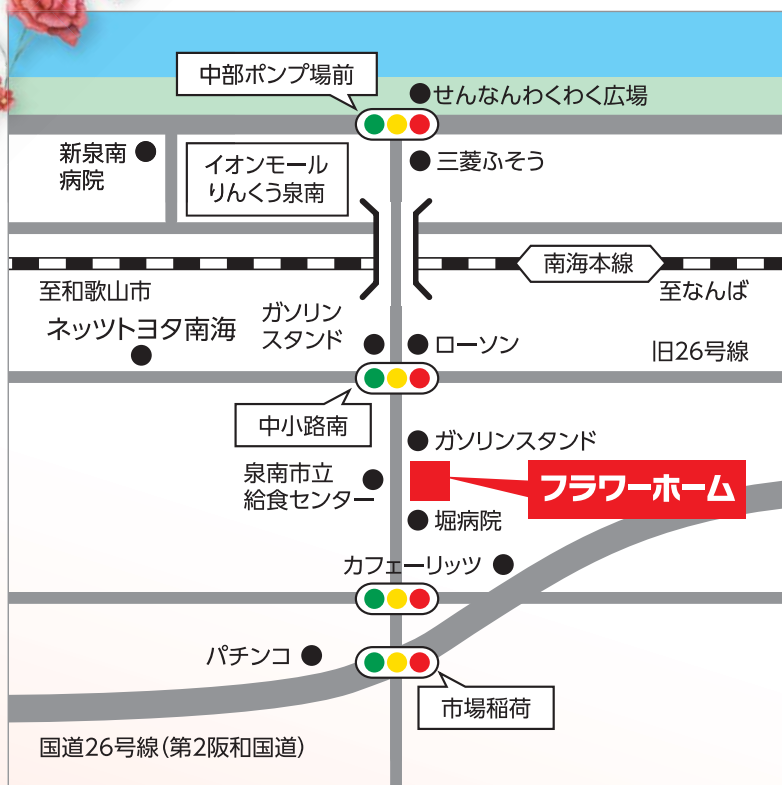 中部ポンプ場前
せんなんわくわく広場
新泉南
病院
イオンモール
りんくう泉南
三菱ふそう
南海本線
至和歌山市
至なんば
ネッツトヨタ南海
ガソリン
スタンド
ローソン
旧26号線
中小路南
ガソリンスタンド
泉南市立
給食センター
フラワーホーム
堀病院
カフェーリッツ
パチンコ
市場稲荷
国道26号線(第2阪和国道)